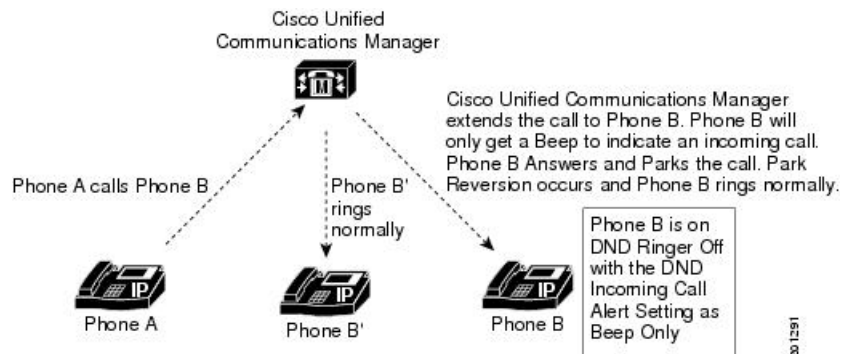 Cisco Unified
Communications Manager
M
Cisco Unified Communications Manager
extends the call to Phone B. Phone B will
only get a Beep to indicate an incoming call.
Phone B Answers and Parks the call. Park
Reversion occurs and Phone B rings normally.
Phone A calls Phone B
Phone B'
rings
normally
Phone B is on
DND Ringer Off
with the DND
Incoming Call
Alert Setting as
Beep Only
IP
Phone A
IP
Phone B'
IP
Phone B
201291